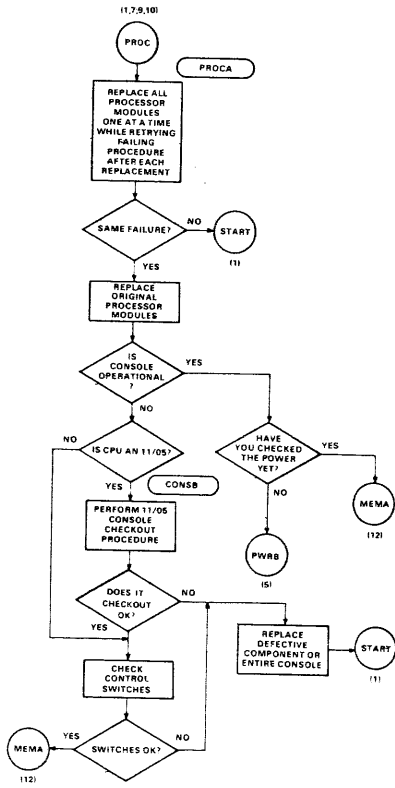 (1,7,9,10)
PROC
PROCA
REPLACE ALL
PROCESSOR
MODULES
ONE AT A TIME
WHILE RETRYING
FAILING
PROCEDURE
AFTER EACH
REPLACEMENT
SAME FAILURE?
NO
START
(1)
YES
REPLACE
ORIGINAL
PROCESSOR
MODULES
IS
CONSOLE
OPERATIONAL
?
YES
NO
NO
IS CPU AN 11/05?
HAVE
YOU CHECKED
THE POWER
YET?
YES
YES
CONSB
NO
MEMA
(12)
PERFORM 11/05
CONSOLE
CHECKOUT
PROCEDURE
PWRB
(5)
DOES IT
CHECKOUT
OK?
NO
YES
REPLACE
DEFECTIVE
COMPONENT OR
ENTIRE CONSOLE
START
(1)
CHECK
CONTROL
SWITCHES
MEMA
(12)
YES
SWITCHES OK?
NO